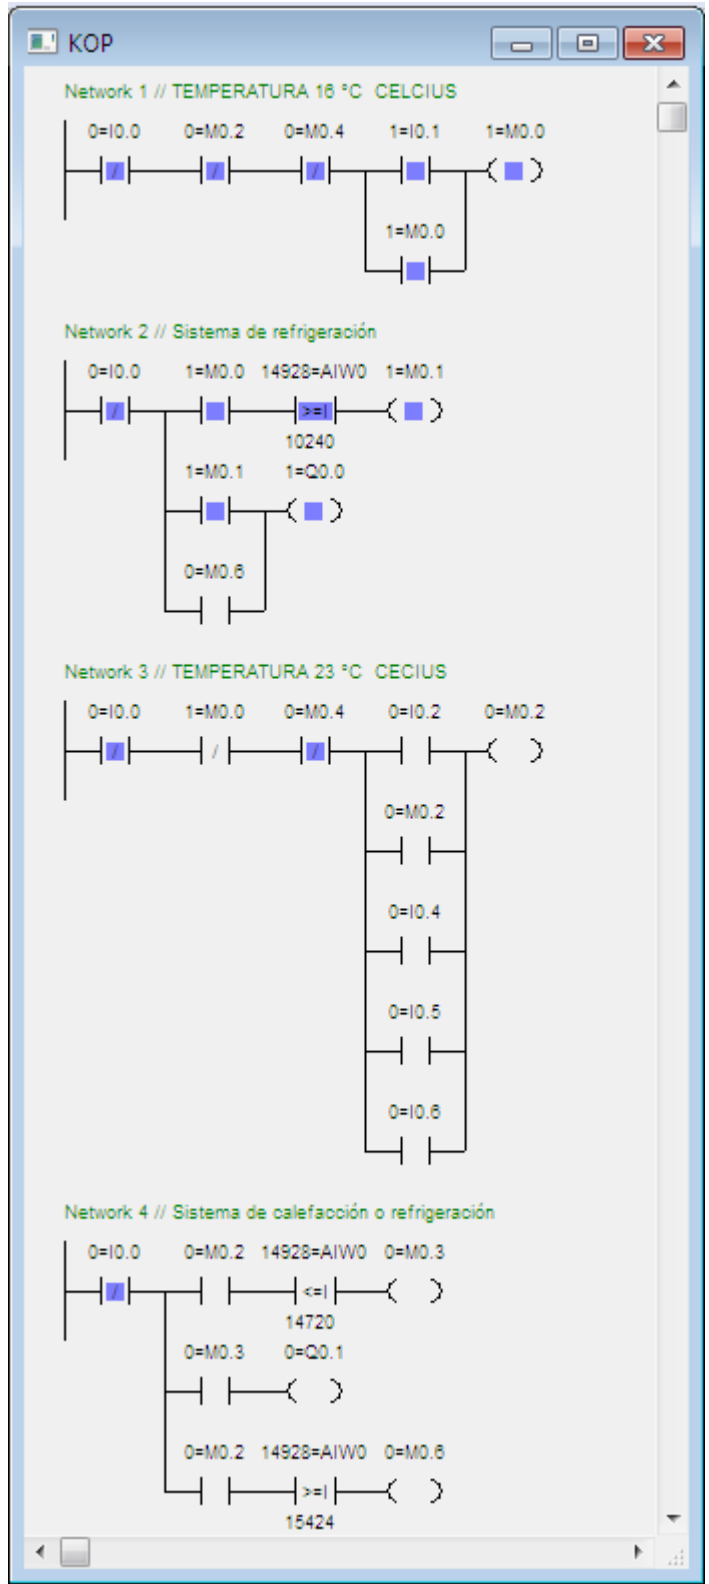 KOP
Network 1 // TEMPERATURA 16 °C CELCIUS
0=I0.0 0=M0.2 0=M0.4 1=I0.1 1=M0.0
/ / /
1=M0.0
Network 2 // Sistema de refrigeración
0=I0.0 1=M0.0 14928=AIW0 1=M0.1
/ >=I
10240
1=M0.1 1=Q0.0
0=M0.6
Network 3 // TEMPERATURA 23 °C CECIUS
0=I0.0 1=M0.0 0=M0.4 0=I0.2 0=M0.2
/ / /
0=M0.2
0=I0.4
0=I0.5
0=I0.6
Network 4 // Sistema de calefacción o refrigeración
0=I0.0 0=M0.2 14928=AIW0 0=M0.3
/ <=I
14720
0=M0.3 0=Q0.1
0=M0.2 14928=AIW0 0=M0.6
>=I
15424